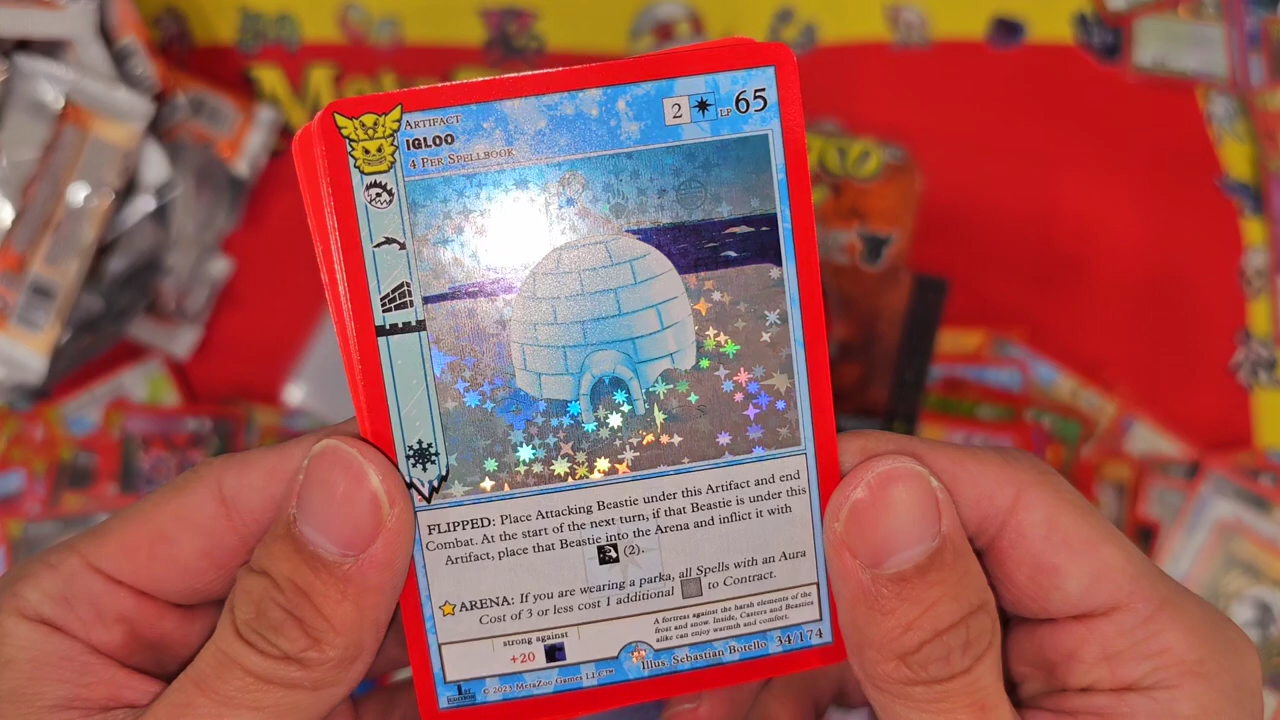 ARTIFACT
IGLOO
4 PER SPELLBOOK
2
LP 65
FLIPPED: Place Attacking Beastie under this Artifact and end
Combat. At the start of the next turn, if that Beastie is under this
Artifact, place that Beastie into the Arena and inflict it with
(2).
ARENA: If you are wearing a parka, all Spells with an Aura
Cost of 3 or less cost 1 additional to Contract.
strong against
+20
A fortress against the harsh elements of the
frost and snow. Inside, Casters and Beasties
alike can enjoy warmth and comfort.
1ST EDITION
© 2023 MetaZoo Games LLC™
Illus. Sebastian Botello 34/174